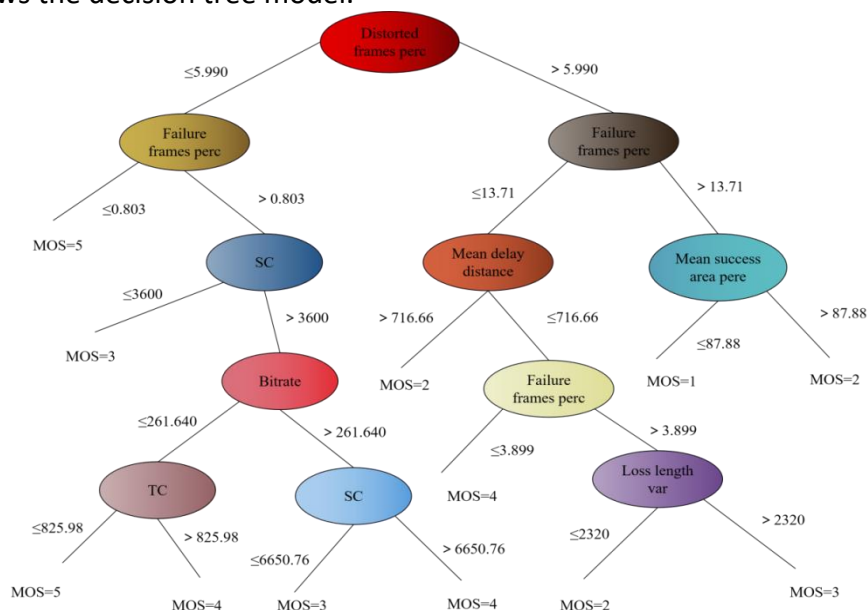 ws the decision tree model.
Distorted
frames perc
≤5.990
> 5.990
Failure
frames perc
Failure
frames perc
≤0.803
> 0.803
≤13.71
> 13.71
MOS=5
SC
Mean delay
distance
Mean success
area pere
≤3600
> 3600
> 716.66
≤716.66
≤87.88
> 87.88
MOS=3
Bitrate
MOS=2
Failure
frames perc
MOS=1
MOS=2
≤261.640
> 261.640
≤3.899
> 3.899
TC
SC
MOS=4
Loss length
var
≤825.98
> 825.98
≤6650.76
> 6650.76
≤2320
> 2320
MOS=5
MOS=4
MOS=3
MOS=4
MOS=2
MOS=3